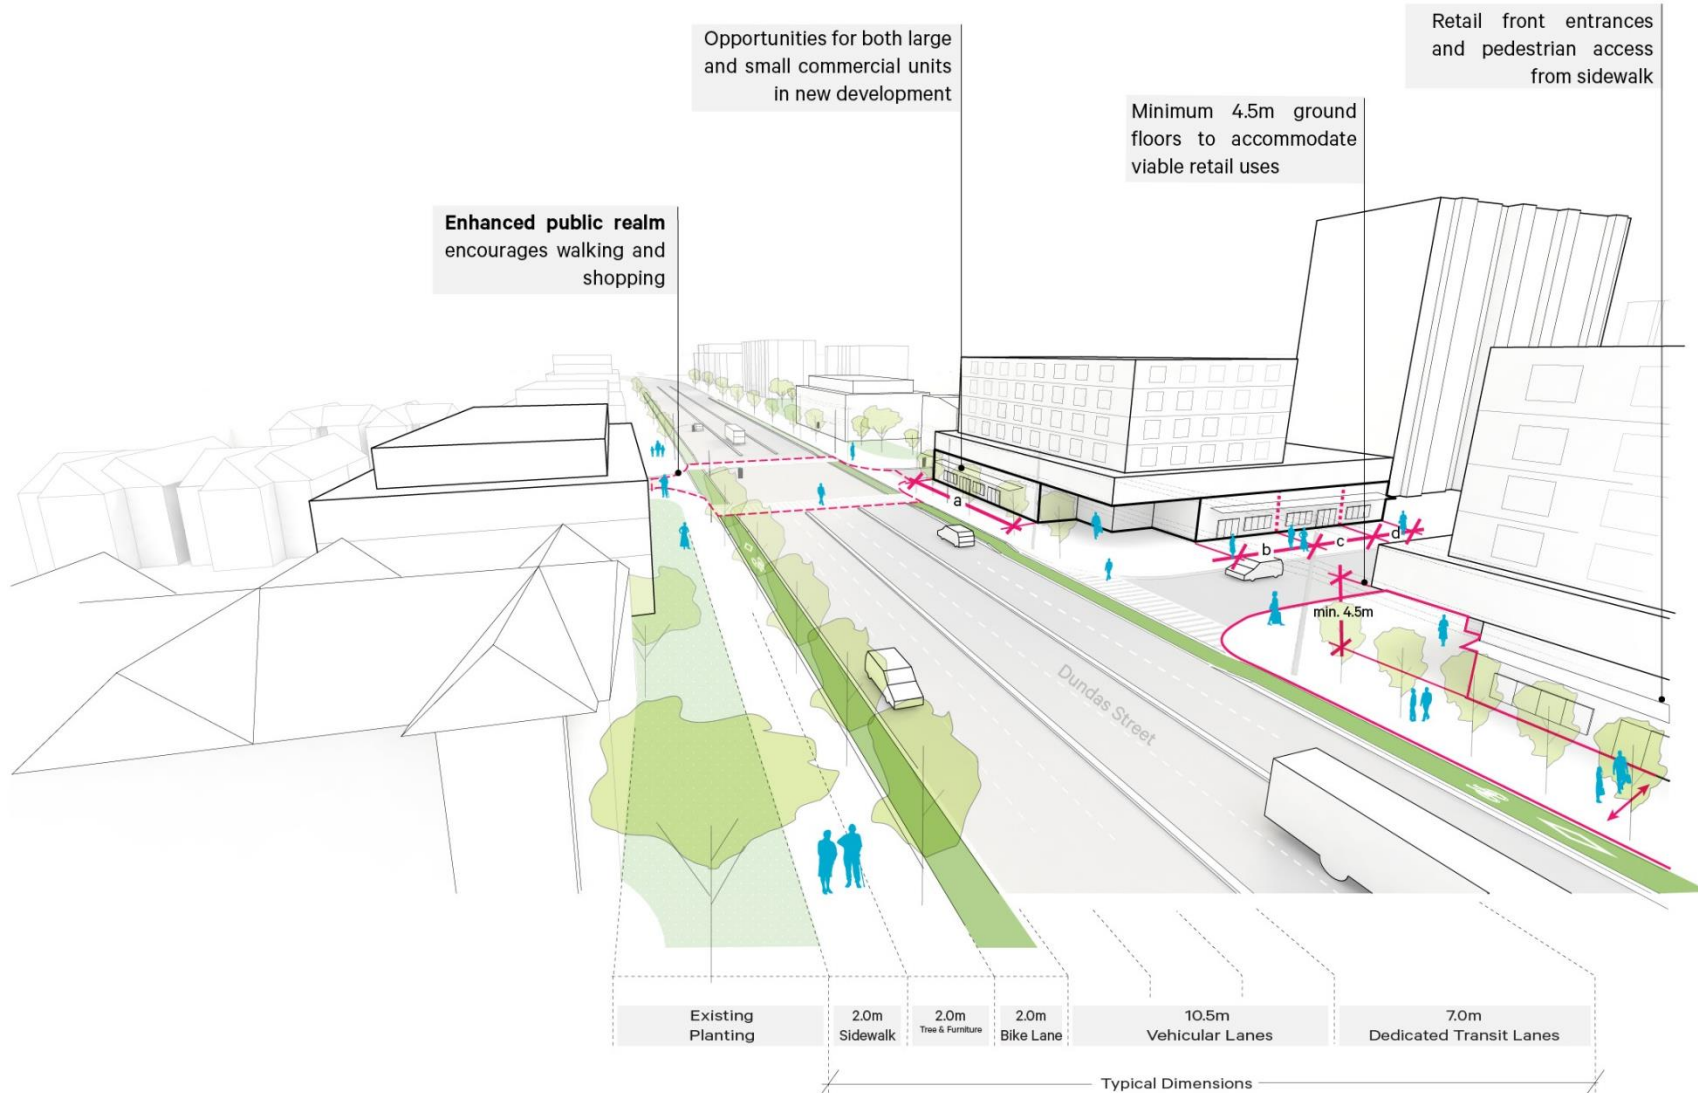 Retail front entrances
and pedestrian access
from sidewalk
Opportunities for both large
and small commercial units
in new development
Minimum 4.5m ground
floors to accommodate
viable retail uses
Enhanced public realm
encourages walking and
shopping
a
b
c
d
min. 4.5m
Dundas Street
Existing
Planting
2.0m
Sidewalk
2.0m
Tree & Furniture
2.0m
Bike Lane
10.5m
Vehicular Lanes
7.0m
Dedicated Transit Lanes
Typical Dimensions